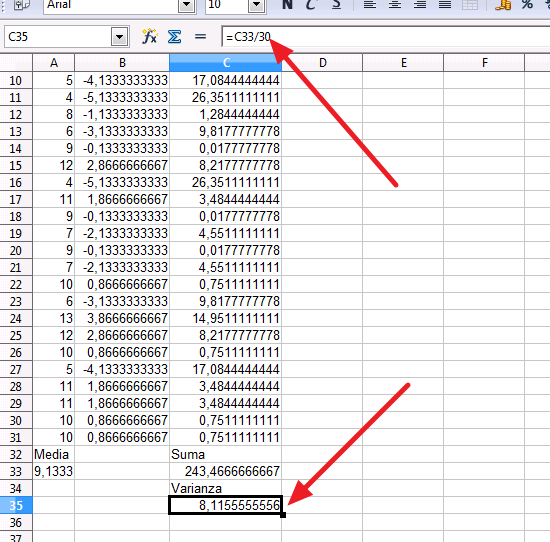 Arial 10 N C S %
C35 fx Σ = =C33/30
A B C D E F
10 5 -4,1333333333 17,0844444444
11 4 -5,1333333333 26,3511111111
12 8 -1,1333333333 1,2844444444
13 6 -3,1333333333 9,8177777778
14 9 -0,1333333333 0,0177777778
15 12 2,8666666667 8,2177777778
16 4 -5,1333333333 26,3511111111
17 11 1,8666666667 3,4844444444
18 9 -0,1333333333 0,0177777778
19 7 -2,1333333333 4,5511111111
20 9 -0,1333333333 0,0177777778
21 7 -2,1333333333 4,5511111111
22 10 0,8666666667 0,7511111111
23 6 -3,1333333333 9,8177777778
24 13 3,8666666667 14,9511111111
25 12 2,8666666667 8,2177777778
26 10 0,8666666667 0,7511111111
27 5 -4,1333333333 17,0844444444
28 11 1,8666666667 3,4844444444
29 11 1,8666666667 3,4844444444
30 10 0,8666666667 0,7511111111
31 10 0,8666666667 0,7511111111
32 Media Suma
33 9,1333 243,4666666667
34 Varianza
35 8,1155555556
36
37